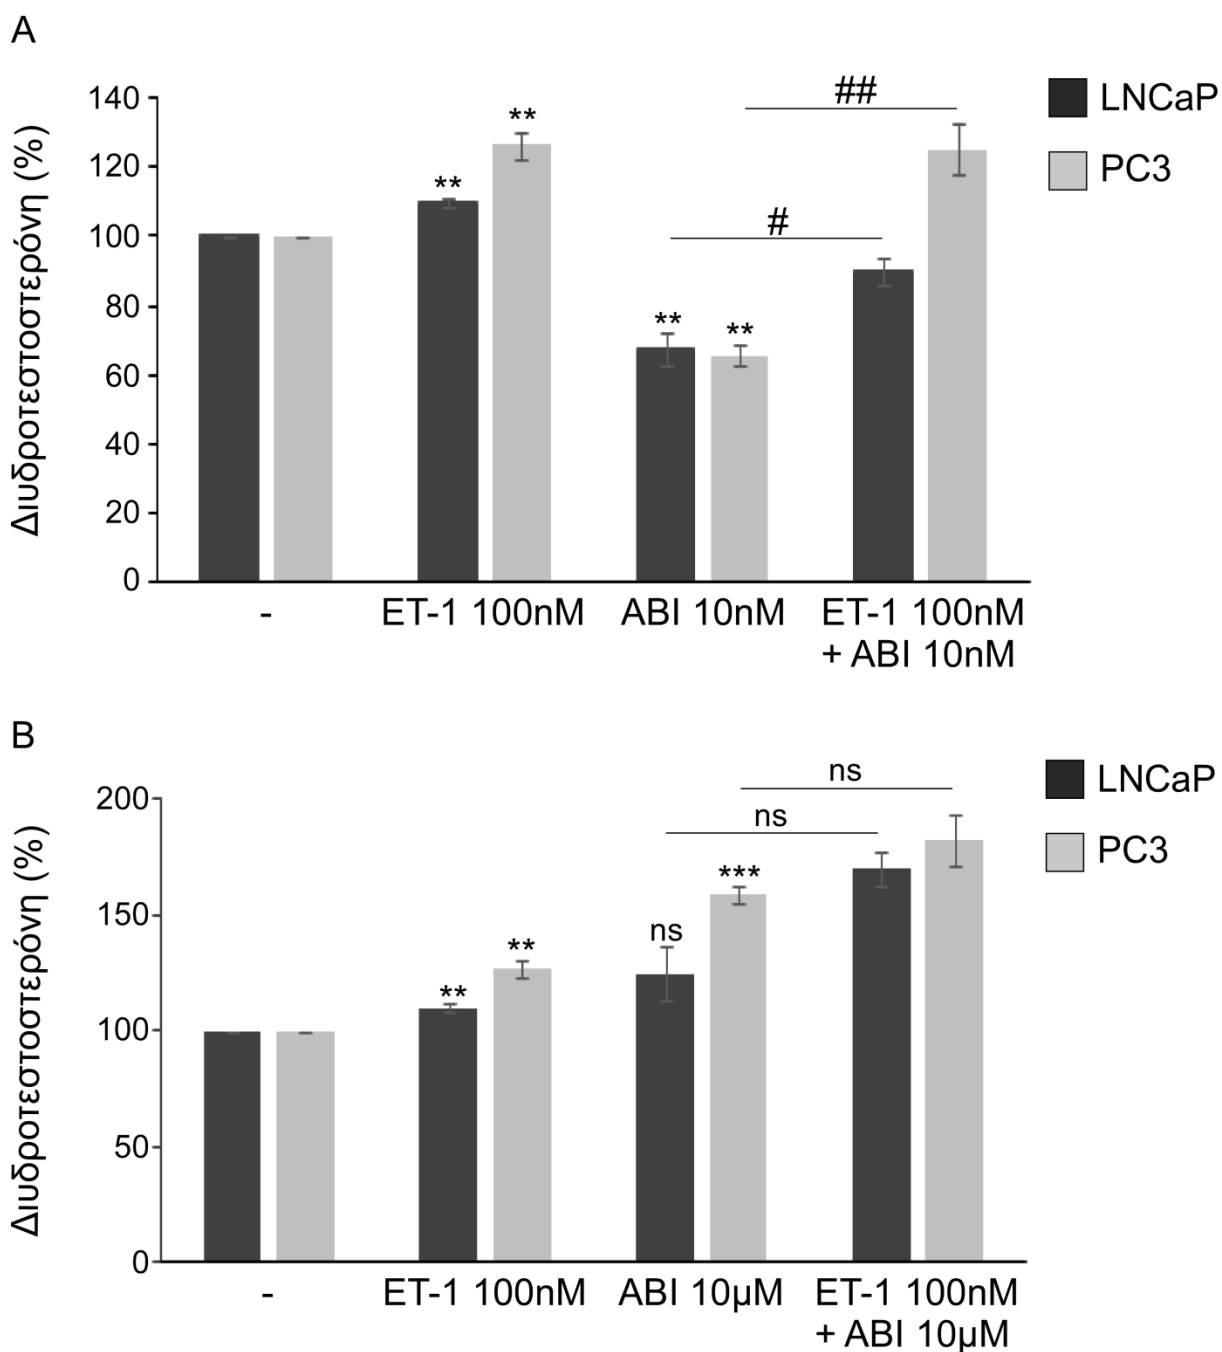 A
LNCaP
PC3
Διυδροτεστοστερόνη (%)
140
120
100
80
60
40
20
0
**
**
**
**
#
##
-
ET-1 100nM
ABI 10nM
ET-1 100nM
+ ABI 10nM
B
LNCaP
PC3
Διυδροτεστοστερόνη (%)
200
150
100
50
0
**
**
ns
***
ns
ns
-
ET-1 100nM
ABI 10µM
ET-1 100nM
+ ABI 10µM